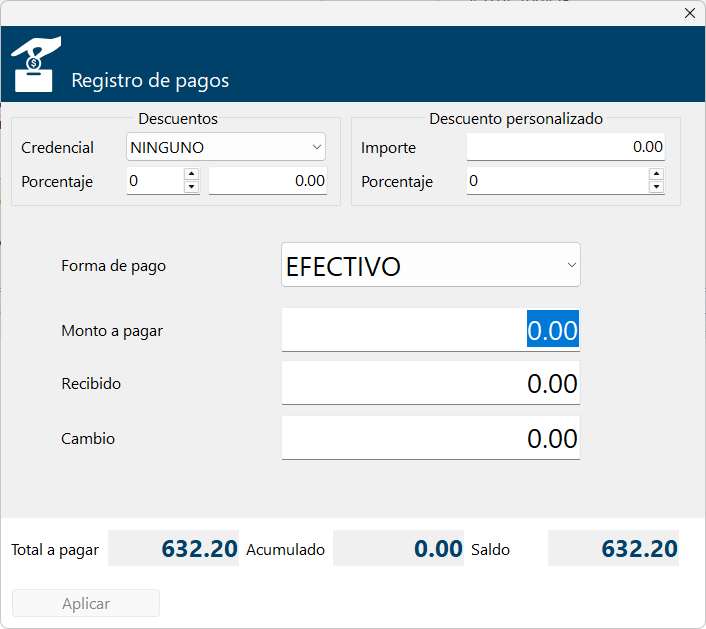 Registro de pagos
Descuentos
Credencial NINGUNO
Porcentaje 0 0.00
Descuento personalizado
Importe 0.00
Porcentaje 0
Forma de pago EFECTIVO
Monto a pagar 0.00
Recibido 0.00
Cambio 0.00
Total a pagar 632.20 Acumulado 0.00 Saldo 632.20
Aplicar